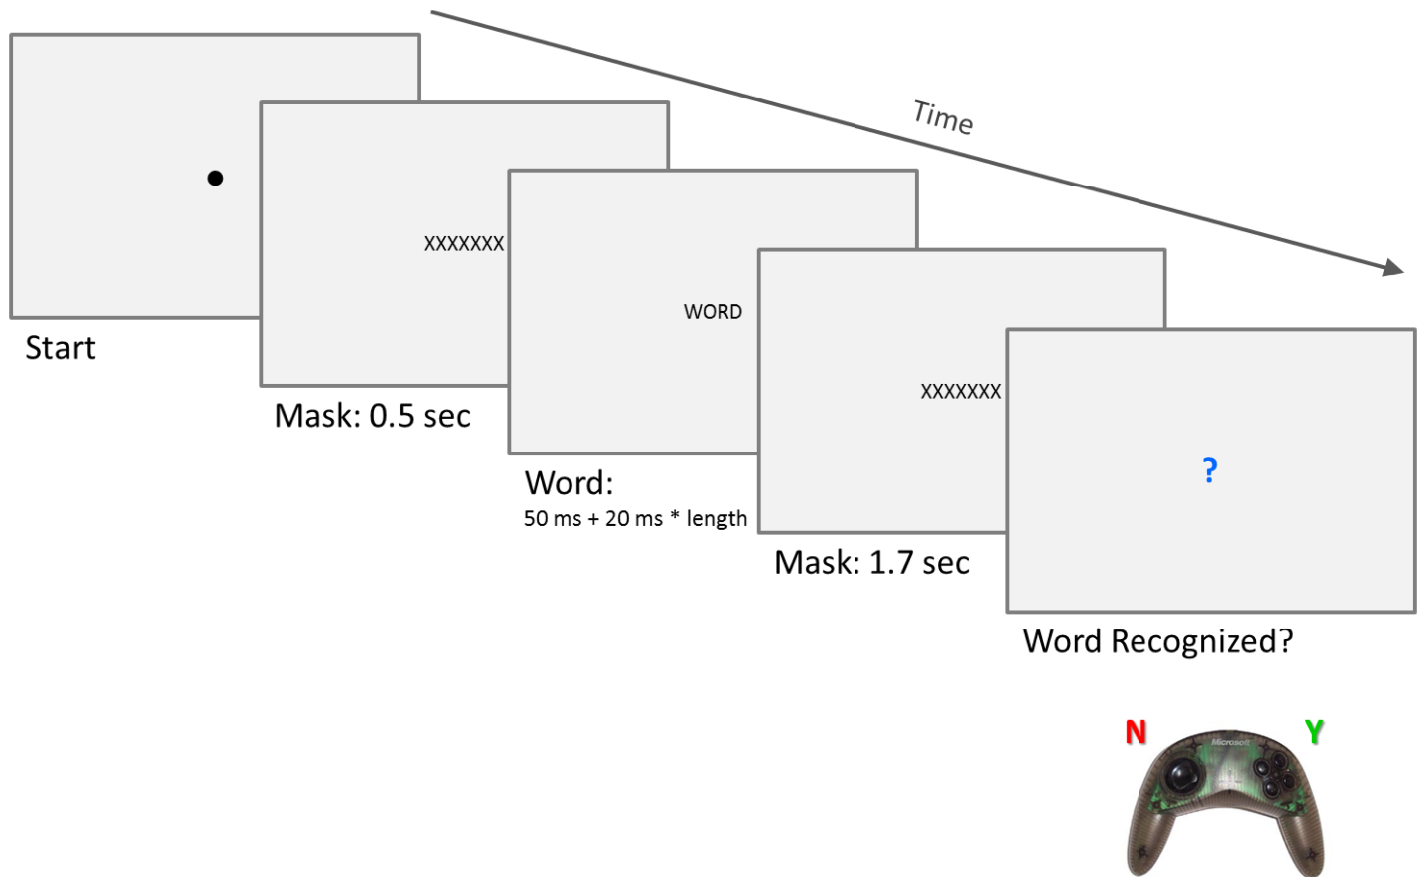 Time
Start
XXXXXXX
Mask: 0.5 sec
WORD
Word:
50 ms + 20 ms * length
XXXXXXX
Mask: 1.7 sec
?
Word Recognized?
N
Y
Microsoft